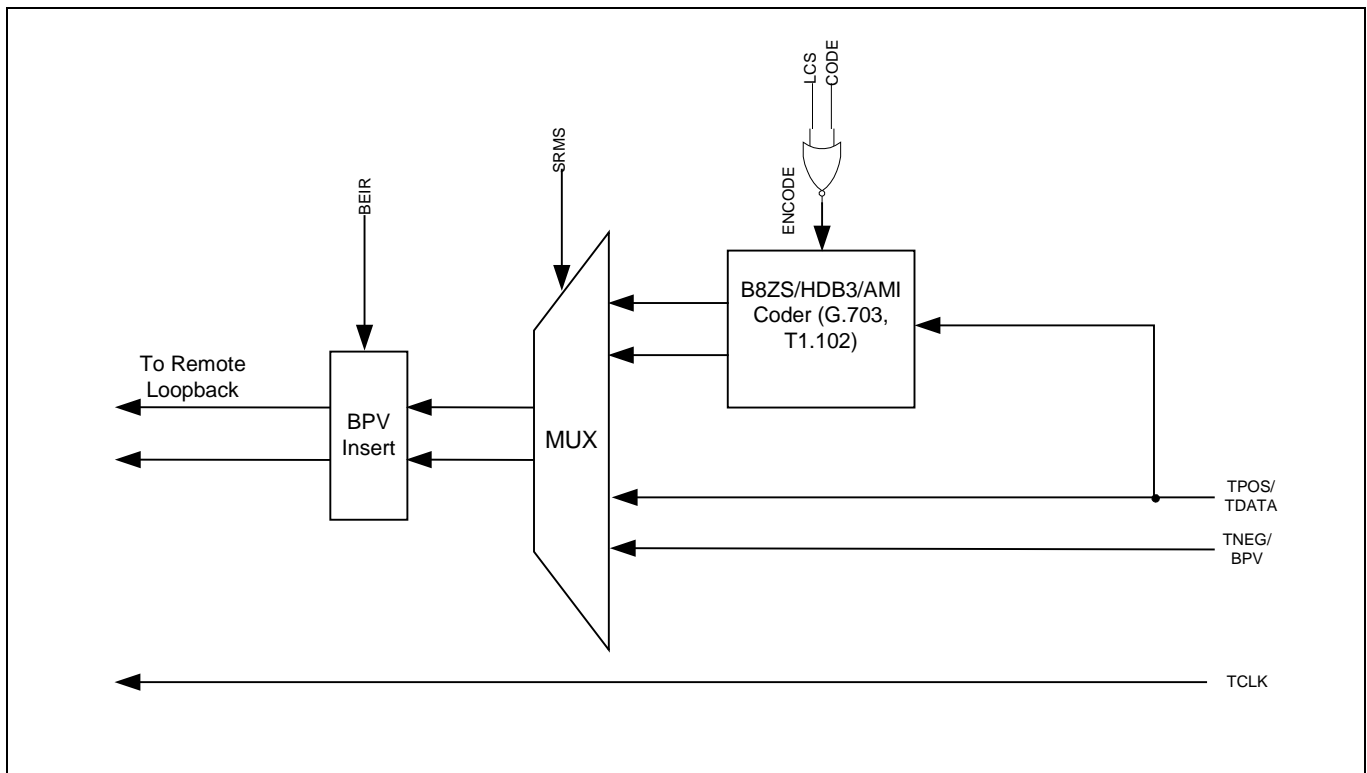 LCS
CODE
SRMS
BEIR
ENCODE
B8ZS/HDB3/AMI
Coder (G.703,
T1.102)
To Remote
Loopback
BPV
Insert
MUX
TPOS/
TDATA
TNEG/
BPV
TCLK